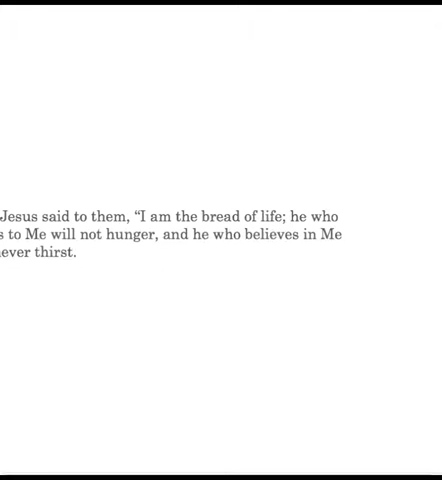 Jesus said to them, “I am the bread of life; he who
s to Me will not hunger, and he who believes in Me
ever thirst.